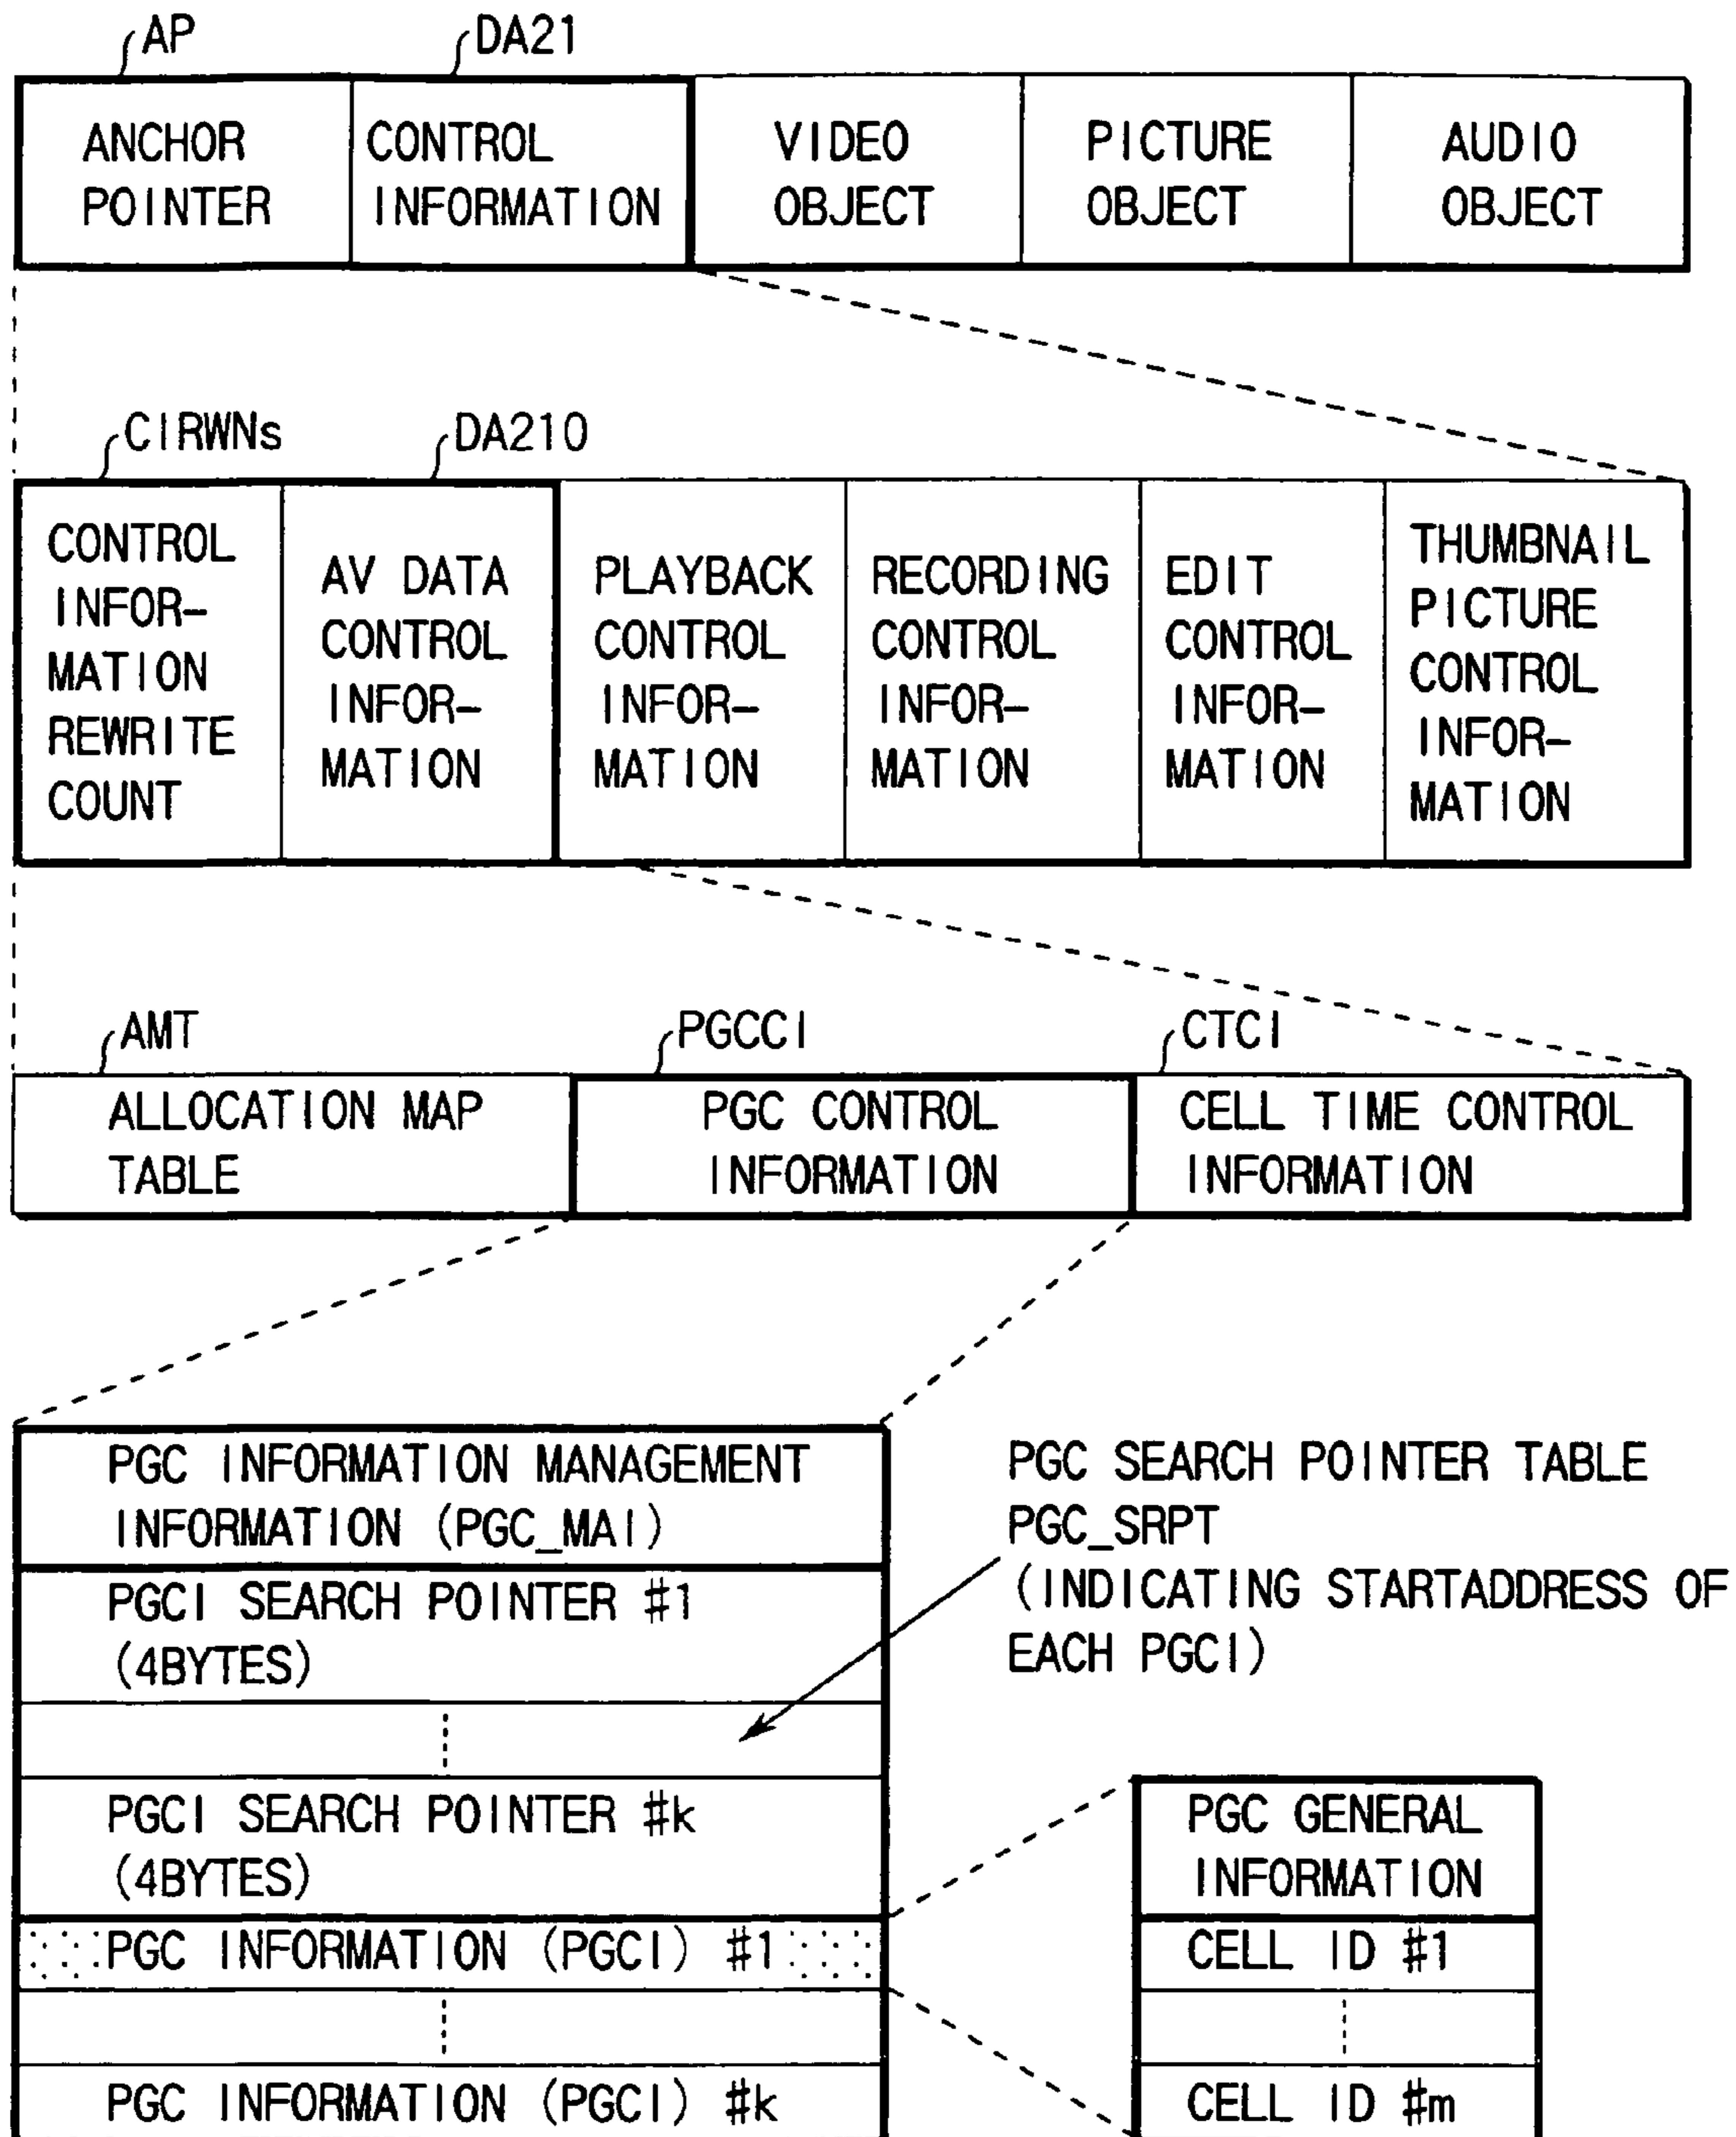 AP
DA21
ANCHOR
POINTER
CONTROL
INFORMATION
VIDEO
OBJECT
PICTURE
OBJECT
AUDIO
OBJECT
CIRWNs
DA210
CONTROL
INFOR-
MATION
REWRITE
COUNT
AV DATA
CONTROL
INFOR-
MATION
PLAYBACK
CONTROL
INFOR-
MATION
RECORDING
CONTROL
INFOR-
MATION
EDIT
CONTROL
INFOR-
MATION
THUMBNAIL
PICTURE
CONTROL
INFOR-
MATION
AMT
PGCCI
CTCI
ALLOCATION MAP
TABLE
PGC CONTROL
INFORMATION
CELL TIME CONTROL
INFORMATION
PGC INFORMATION MANAGEMENT
INFORMATION (PGC_MAI)
PGCI SEARCH POINTER #1
(4BYTES)
PGCI SEARCH POINTER #k
(4BYTES)
PGC INFORMATION (PGCI) #1
PGC INFORMATION (PGCI) #k
PGC SEARCH POINTER TABLE
PGC_SRPT
(INDICATING STARTADDRESS OF
EACH PGCI)
PGC GENERAL
INFORMATION
CELL ID #1
CELL ID #m